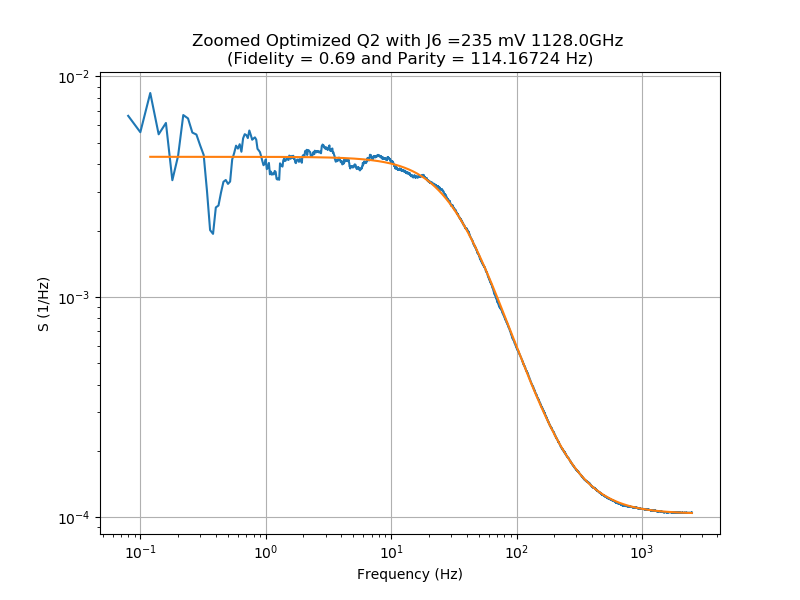 Zoomed Optimized Q2 with J6 =235 mV 1128.0GHz
(Fidelity = 0.69 and Parity = 114.16724 Hz)
10⁻²
10⁻³
10⁻⁴
S (1/Hz)
10⁻¹ 10⁰ 10¹ 10² 10³
Frequency (Hz)